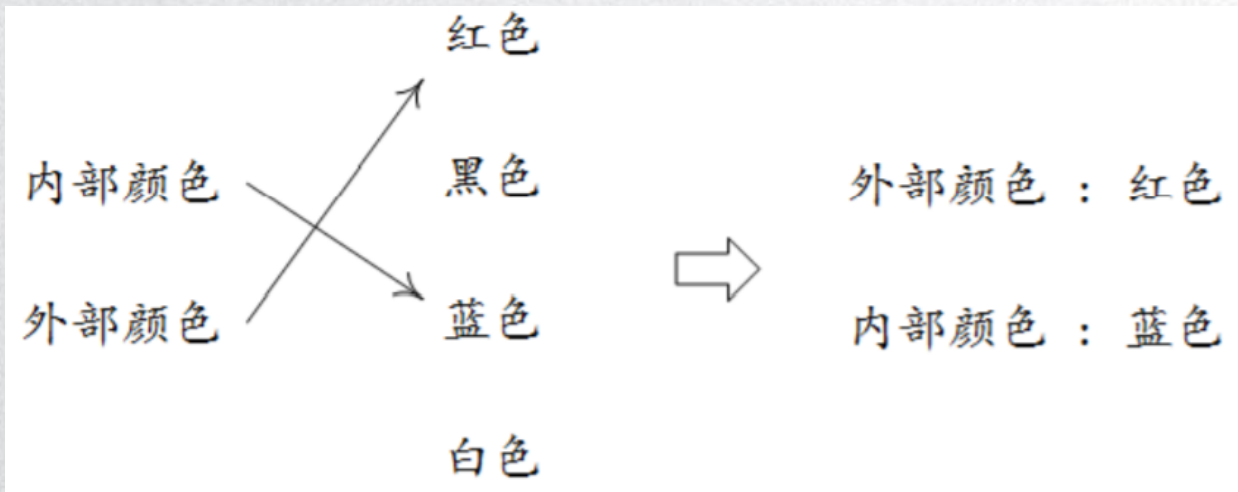 红色
内部颜色
黑色
外部颜色 ： 红色
外部颜色
蓝色
内部颜色 ： 蓝色
白色